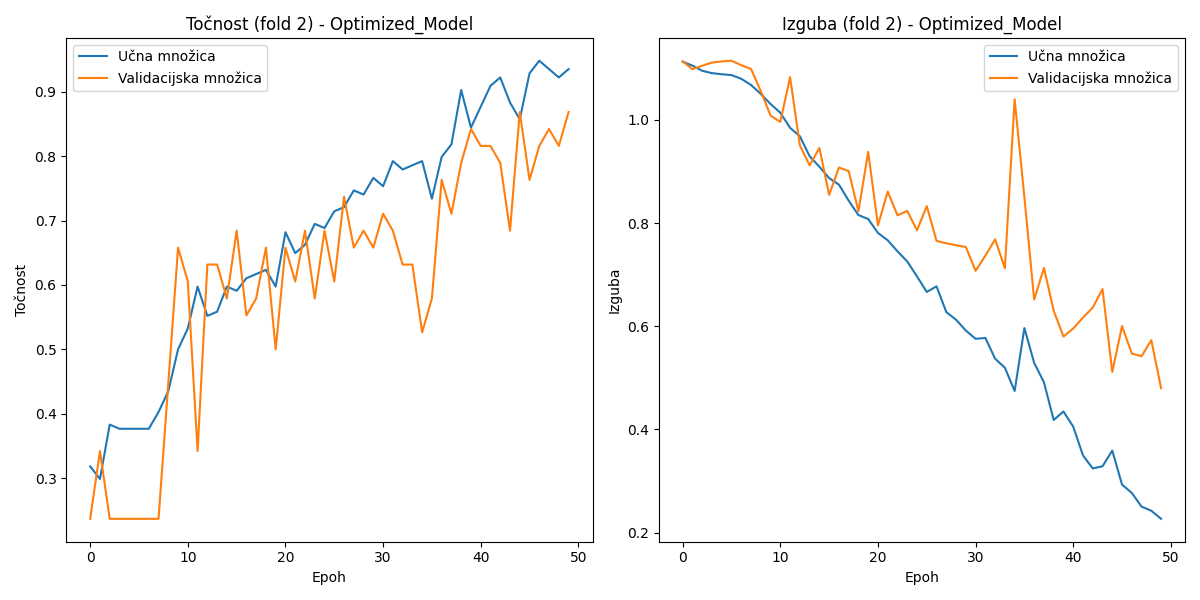 Točnost (fold 2) - Optimized_Model
Učna množica
Validacijska množica
0.9
0.8
0.7
0.6
0.5
0.4
0.3
Točnost
0 10 20 30 40 50
Epoh
Izguba (fold 2) - Optimized_Model
Učna množica
Validacijska množica
1.0
0.8
0.6
0.4
0.2
Izguba
0 10 20 30 40 50
Epoh